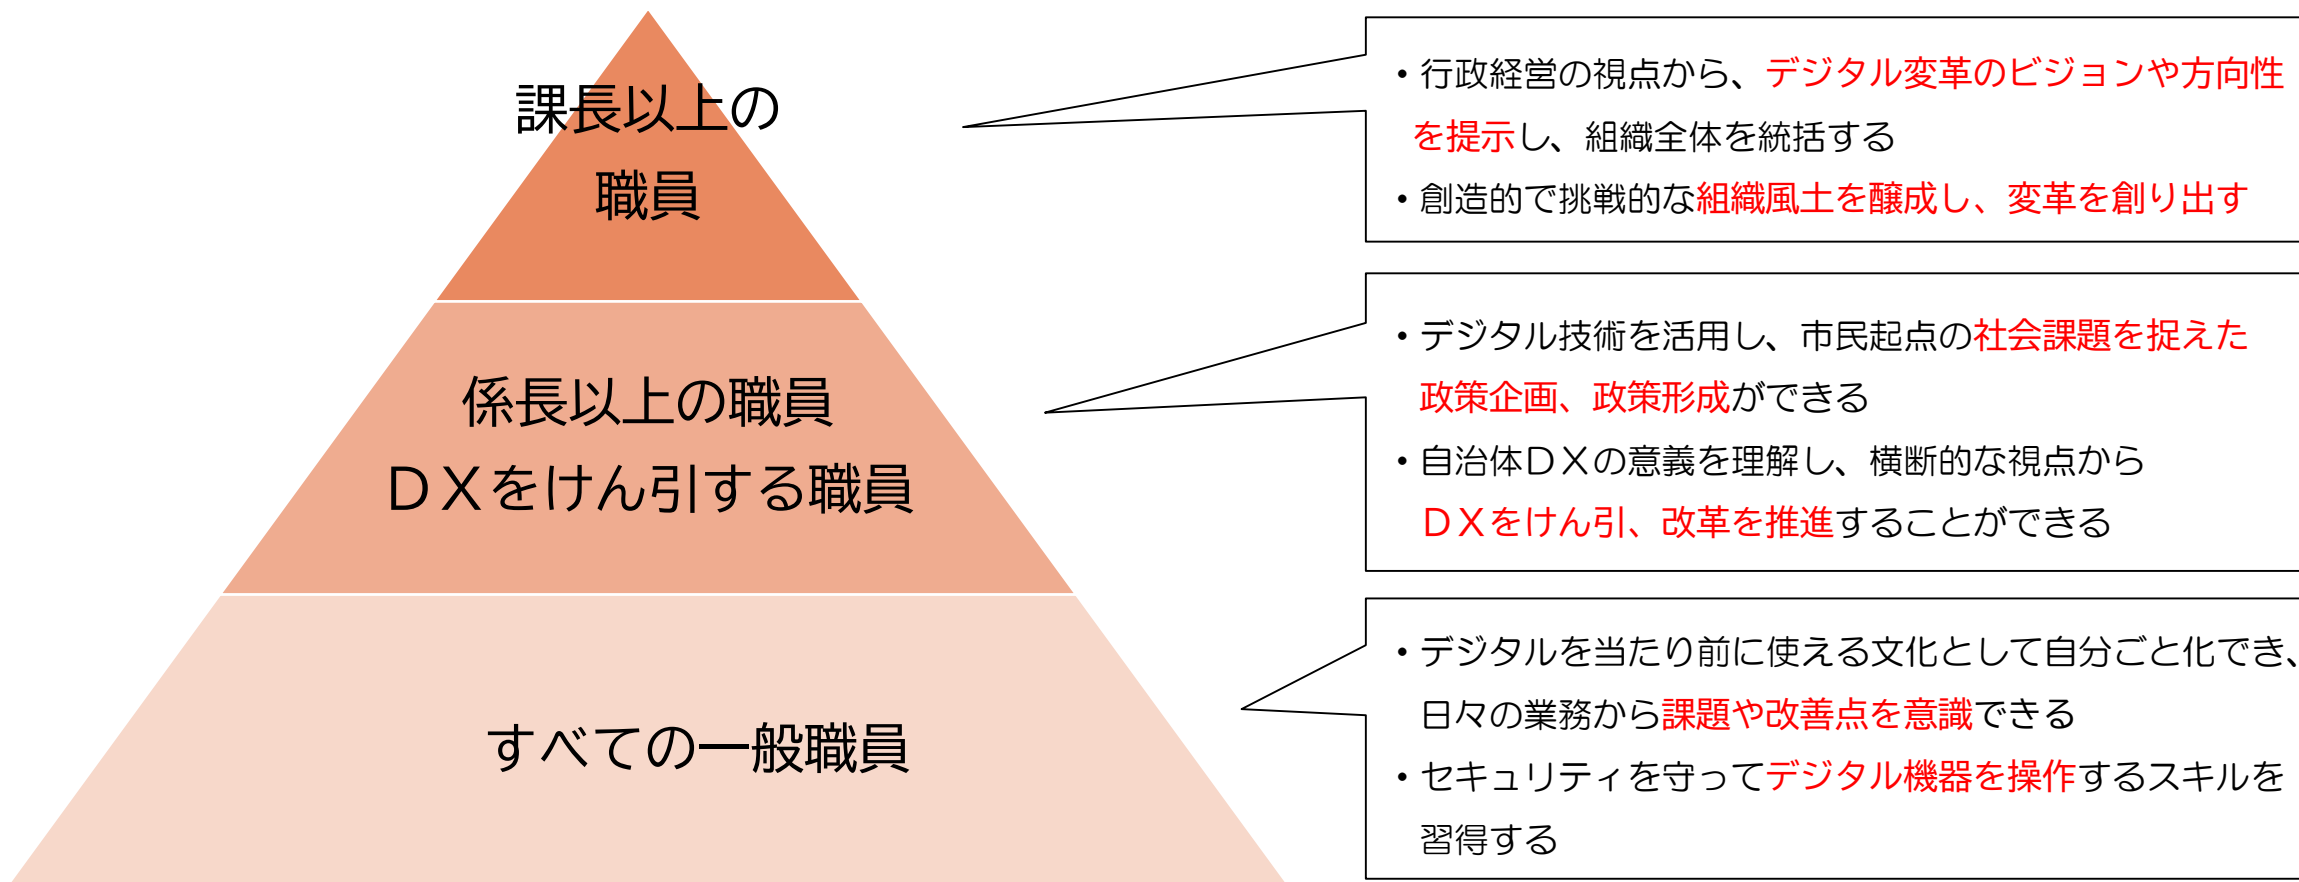 課長以上の
職員
・行政経営の視点から、デジタル変革のビジョンや方向性
を提示し、組織全体を統括する
・創造的で挑戦的な組織風土を醸成し、変革を創り出す
係長以上の職員
ＤＸをけん引する職員
・デジタル技術を活用し、市民起点の社会課題を捉えた
政策企画、政策形成ができる
・自治体ＤＸの意義を理解し、横断的な視点から
ＤＸをけん引、改革を推進することができる
すべての一般職員
・デジタルを当たり前に使える文化として自分ごと化でき、
日々の業務から課題や改善点を意識できる
・セキュリティを守ってデジタル機器を操作するスキルを
習得する